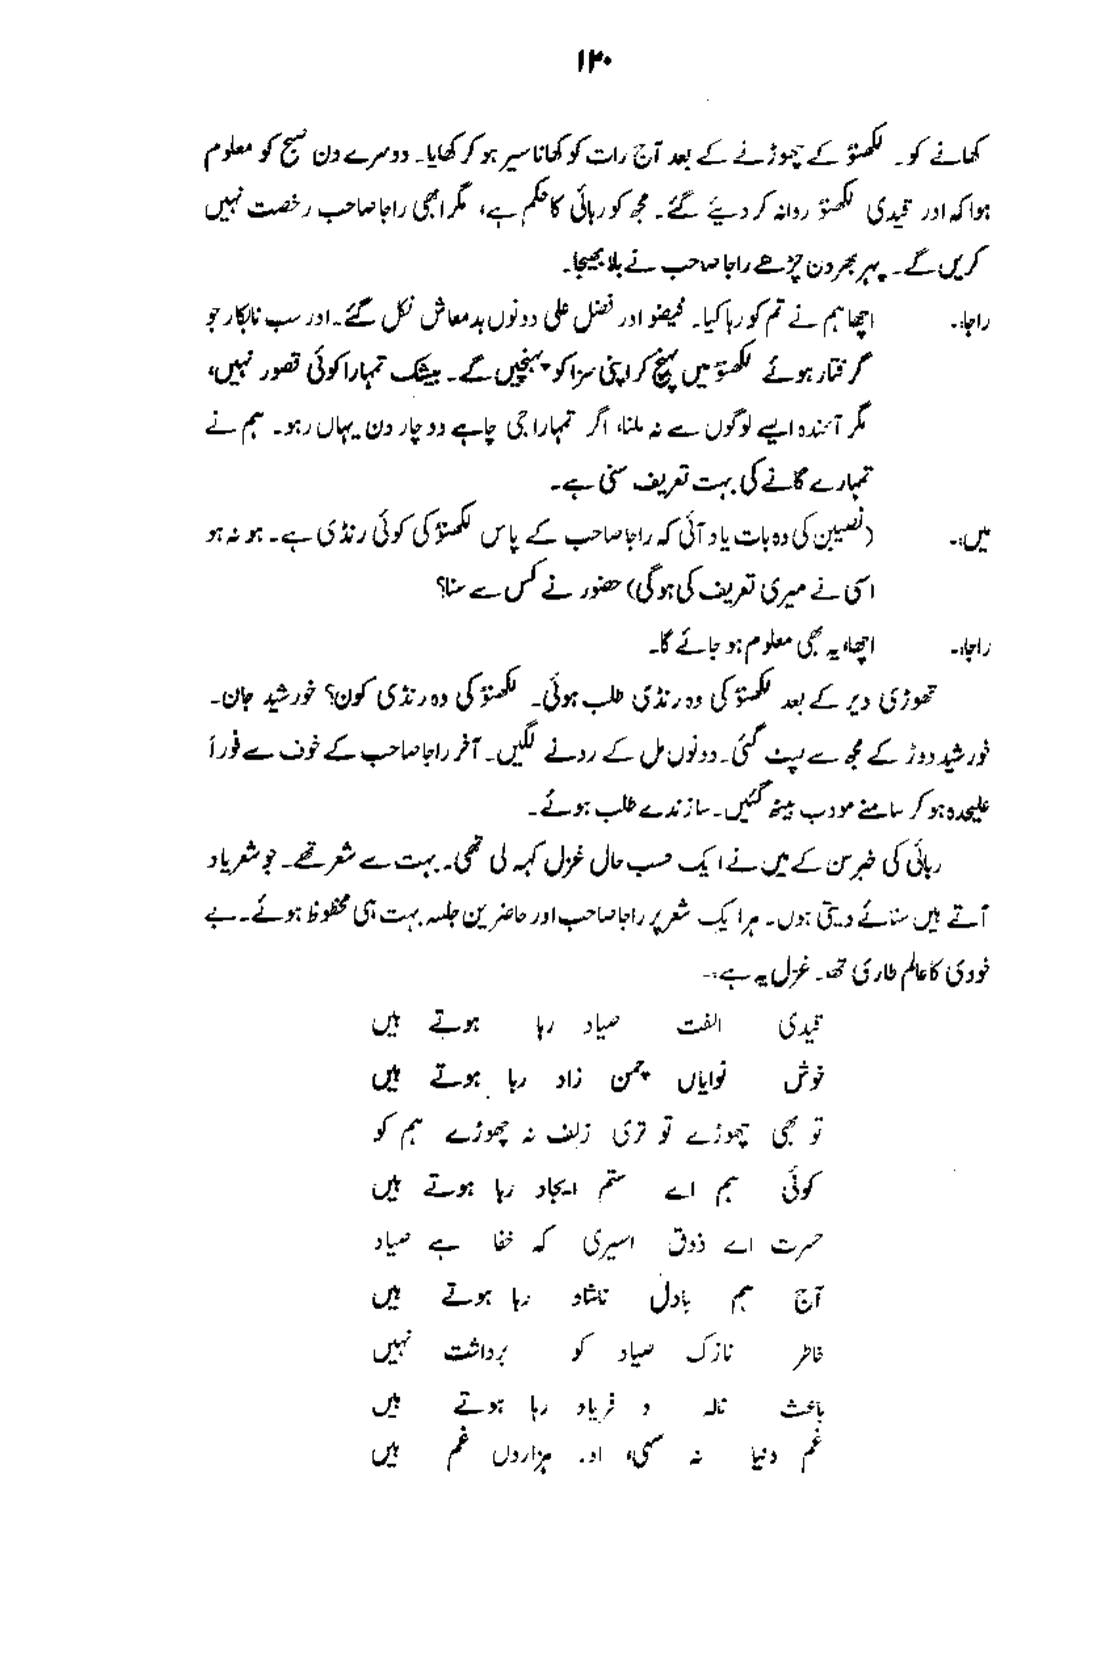 ۱۲۰
کھانے کو۔ لکھنؤ کے چھوڑنے کے بعد آج رات کو کھانا سیر ہو کر کھایا۔ دوسرے دن صبح کو معلوم
ہوا کہ اور قیدی لکھنؤ روانہ کر دیئے گئے۔ مجھ کو رہائی کا حکم ہے، مگر ابھی راجا صاحب رخصت نہیں
کریں گے۔ پہر بھر دن چڑھے راجا صاحب نے بلا بھیجا۔
راجا:۔ اچھا ہم نے تم کو رہا کیا۔ فیضو اور فضل علی دونوں بدمعاش نکل گئے۔ اور سب نابکار جو
گرفتار ہوئے لکھنؤ میں پہنچ کر اپنی سزا کو پہنچیں گے۔ بیشک تمہارا کوئی قصور نہیں،
مگر آئندہ ایسے لوگوں سے نہ ملنا، اگر تمہارا جی چاہے دو چار دن یہاں رہو۔ ہم نے
تمہارے گانے کی بہت تعریف سنی ہے۔
میں:۔ (نصیبن کی وہ بات یاد آئی کہ راجا صاحب کے پاس لکھنؤ کی کوئی رنڈی ہے۔ ہو نہ ہو
اسی نے میری تعریف کی ہو گی) حضور نے کس سے سنا؟
راجا:۔ اچھا، یہ بھی معلوم ہو جائے گا۔
تھوڑی دیر کے بعد لکھنؤ کی وہ رنڈی طلب ہوئی۔ لکھنؤ کی وہ رنڈی کون؟ خورشید جان۔
خورشید دوڑ کے مجھ سے لپٹ گئی۔ دونوں مل کے رونے لگیں۔ آخر راجا صاحب کے خوف سے فوراً
علیحدہ ہو کر سامنے مودب بیٹھ گئیں۔ سازندے طلب ہوئے۔
رہائی کی خبر سن کے میں نے ایک حسب حال غزل کہہ لی تھی۔ بہت سے شعر تھے۔ جو شعر یاد
آتے ہیں سنائے دیتی ہوں۔ ہر ایک شعر پر راجا صاحب اور حاضرین جلسہ بہت ہی محظوظ ہوئے۔ بے
خودی کا عالم طاری تھا۔ غزل یہ ہے:۔
قیدی الفت صیاد رہا ہوتے ہیں
خوش نوایاں چمن زاد رہا ہوتے ہیں
تو بھی چھوڑے تو تری زلف نہ چھوڑے ہم کو
کوئی ہم اے ستم ایجاد رہا ہوتے ہیں
حسرت اے ذوق اسیری کہ خفا ہے صیاد
آج ہم بادل ناشاد رہا ہوتے ہیں
خاطر نازک صیاد کو برداشت نہیں
باعث نالہ و فریاد رہا ہوتے ہیں
غم دنیا نہ سہی، اور ہزاروں غم ہیں